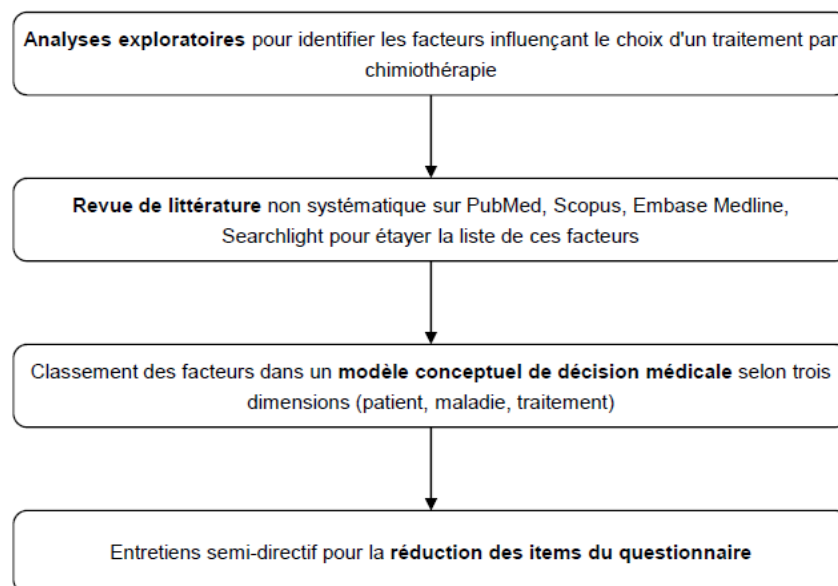 Analyses exploratoires pour identifier les facteurs influençant le choix d'un traitement par
chimiothérapie
Revue de littérature non systématique sur PubMed, Scopus, Embase Medline,
Searchlight pour étayer la liste de ces facteurs
Classement des facteurs dans un modèle conceptuel de décision médicale selon trois
dimensions (patient, maladie, traitement)
Entretiens semi-directif pour la réduction des items du questionnaire